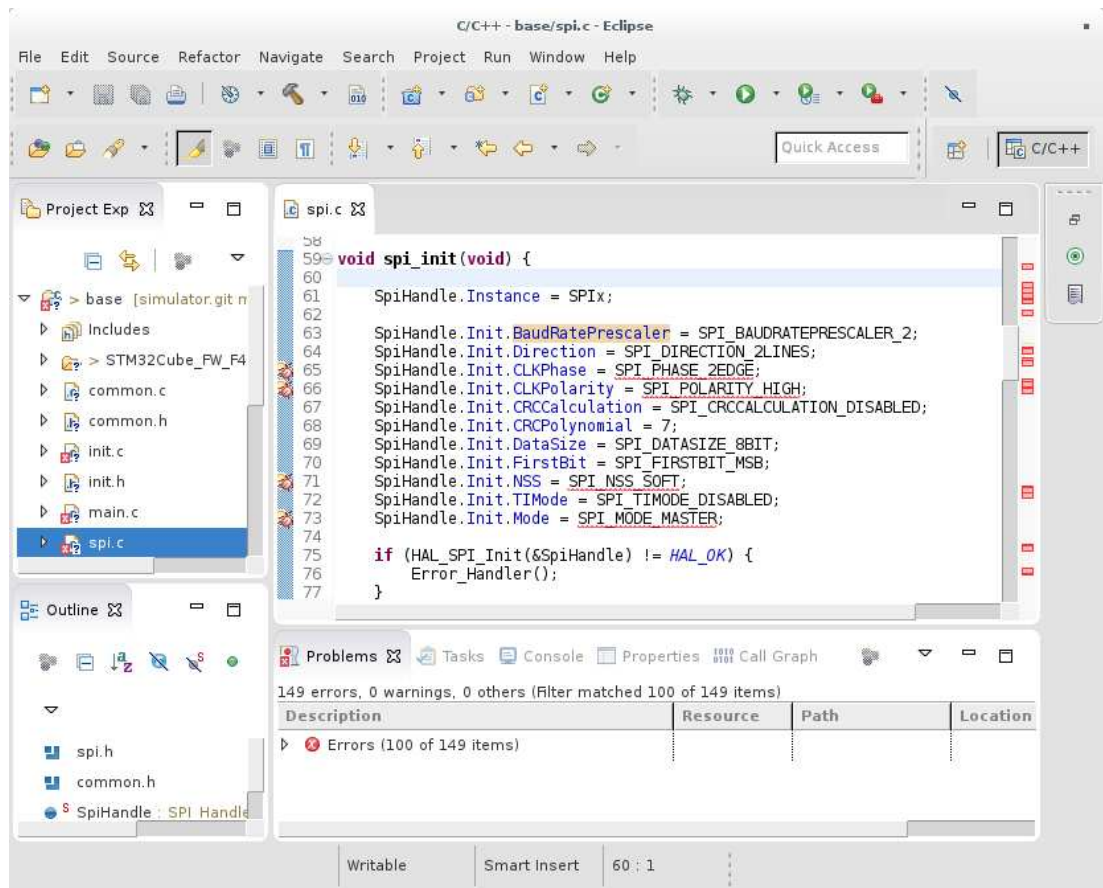 C/C++ - base/spi.c - Eclipse
File Edit Source Refactor Navigate Search Project Run Window Help
010
Quick Access
C/C++
Project Exp
spi.c
> base [simulator.git m
Includes
> STM32Cube_FW_F4
common.c
common.h
init.c
init.h
main.c
spi.c
58
59 void spi_init(void) {
60
61 SpiHandle.Instance = SPIx;
62
63 SpiHandle.Init.BaudRatePrescaler = SPI_BAUDRATEPRESCALER_2;
64 SpiHandle.Init.Direction = SPI_DIRECTION_2LINES;
65 SpiHandle.Init.CLKPhase = SPI_PHASE_2EDGE;
66 SpiHandle.Init.CLKPolarity = SPI_POLARITY_HIGH;
67 SpiHandle.Init.CRCCalculation = SPI_CRCCALCULATION_DISABLED;
68 SpiHandle.Init.CRCPolynomial = 7;
69 SpiHandle.Init.DataSize = SPI_DATASIZE_8BIT;
70 SpiHandle.Init.FirstBit = SPI_FIRSTBIT_MSB;
71 SpiHandle.Init.NSS = SPI_NSS_SOFT;
72 SpiHandle.Init.TIMode = SPI_TIMODE_DISABLED;
73 SpiHandle.Init.Mode = SPI_MODE_MASTER;
74
75 if (HAL_SPI_Init(&SpiHandle) != HAL_OK) {
76 Error_Handler();
77 }
Outline
spi.h
common.h
SpiHandle : SPI_Handle
Problems Tasks Console Properties Call Graph
149 errors, 0 warnings, 0 others (Filter matched 100 of 149 items)
Description Resource Path Location
Errors (100 of 149 items)
Writable Smart Insert 60 : 1